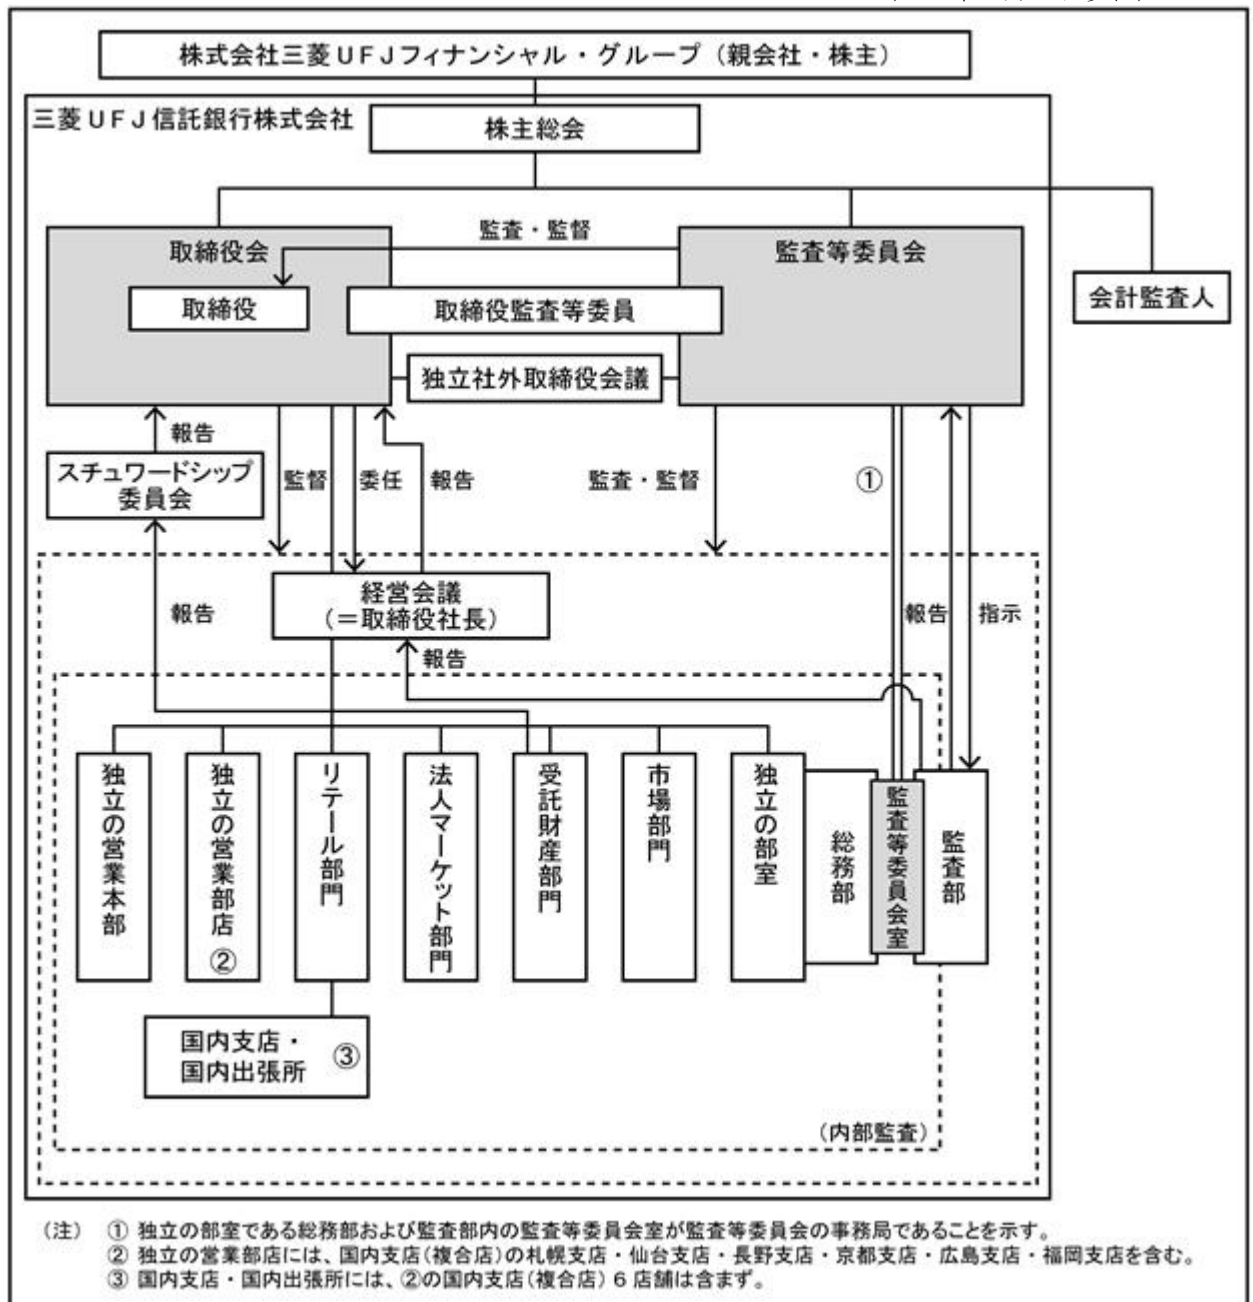 株式会社三菱ＵＦＪフィナンシャル・グループ（親会社・株主）
三菱ＵＦＪ信託銀行株式会社
株主総会
監査・監督
取締役会
監査等委員会
取締役
取締役監査等委員
会計監査人
独立社外取締役会議
報告
スチュワードシップ
委員会
監督
委任
報告
監査・監督
①
経営会議
（＝取締役社長）
報告
報告
指示
報告
独立の営業本部
独立の営業部店②
リテール部門
法人マーケット部門
受託財産部門
市場部門
独立の部室
総務部
監査等委員会室
監査部
国内支店・
国内出張所
③
（内部監査）
（注） ① 独立の部室である総務部および監査部内の監査等委員会室が監査等委員会の事務局であることを示す。
② 独立の営業部店には、国内支店（複合店）の札幌支店・仙台支店・長野支店・京都支店・広島支店・福岡支店を含む。
③ 国内支店・国内出張所には、②の国内支店（複合店）６店舗は含まず。